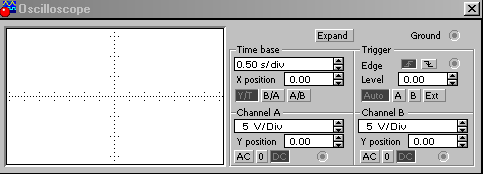 Oscilloscope
Expand
Ground
Time base
0.50 s/div
X position 0.00
Y/T B/A A/B
Trigger
Edge
Level 0.00
Auto A B Ext
Channel A
5 V/Div
Y position 0.00
AC 0 DC
Channel B
5 V/Div
Y position 0.00
AC 0 DC